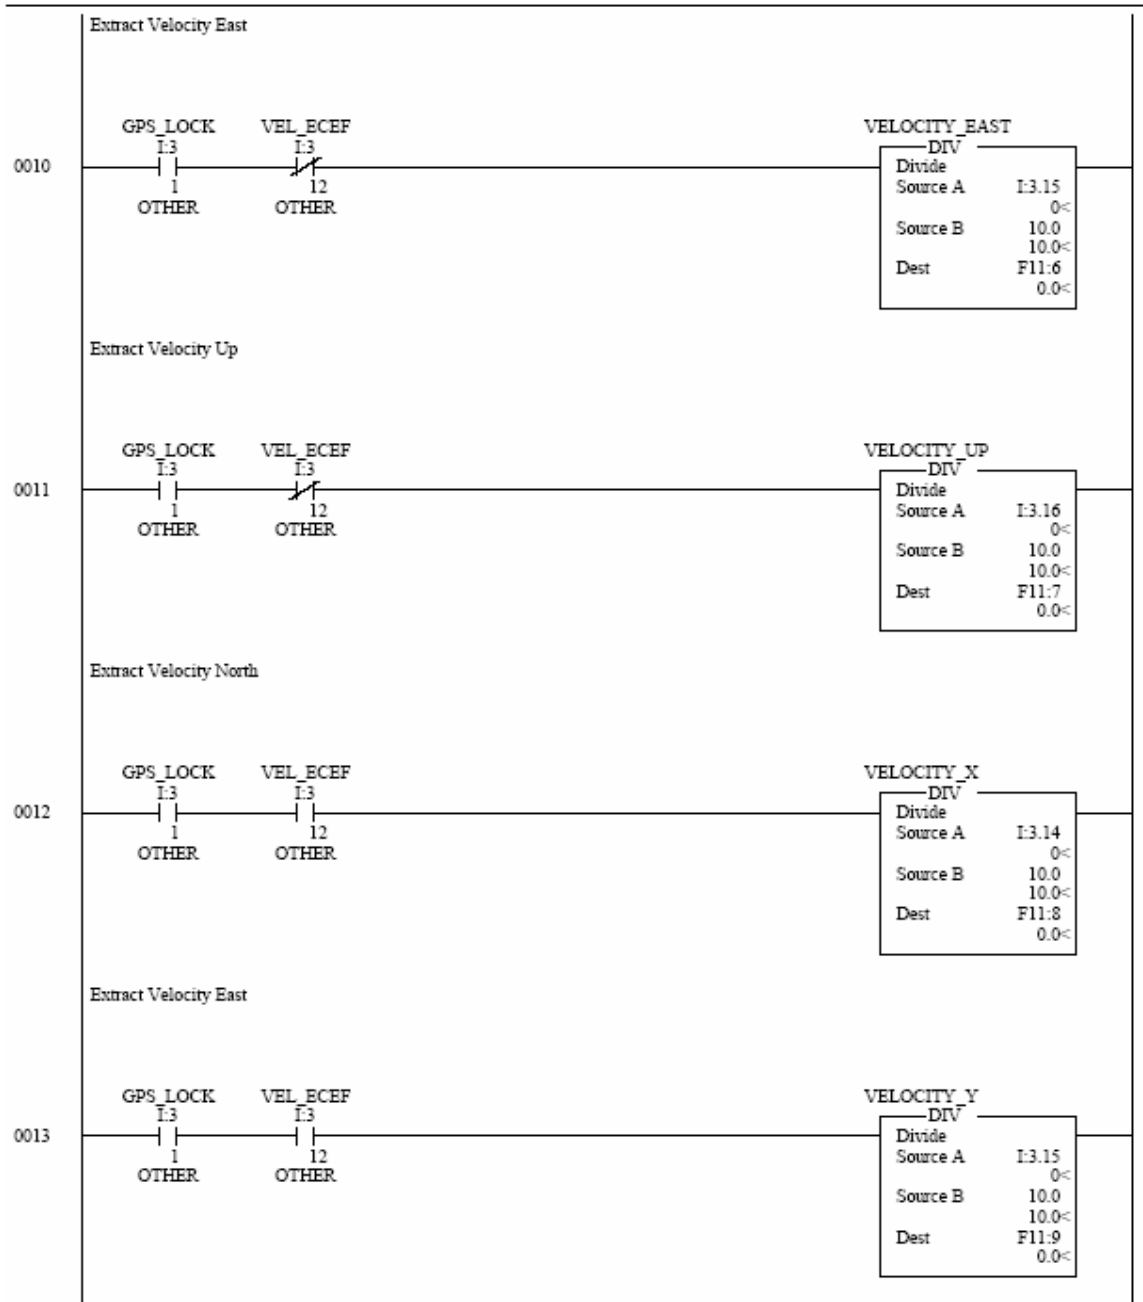 Extract Velocity East
GPS_LOCK VEL_ECEF VELOCITY_EAST
I:3 I:3 DIV
0010 Divide
1 12 Source A I:3.15
OTHER OTHER 0<
Source B 10.0
10.0<
Dest F11:6
0.0<
Extract Velocity Up
GPS_LOCK VEL_ECEF VELOCITY_UP
I:3 I:3 DIV
0011 Divide
1 12 Source A I:3.16
OTHER OTHER 0<
Source B 10.0
10.0<
Dest F11:7
0.0<
Extract Velocity North
GPS_LOCK VEL_ECEF VELOCITY_X
I:3 I:3 DIV
0012 Divide
1 12 Source A I:3.14
OTHER OTHER 0<
Source B 10.0
10.0<
Dest F11:8
0.0<
Extract Velocity East
GPS_LOCK VEL_ECEF VELOCITY_Y
I:3 I:3 DIV
0013 Divide
1 12 Source A I:3.15
OTHER OTHER 0<
Source B 10.0
10.0<
Dest F11:9
0.0<